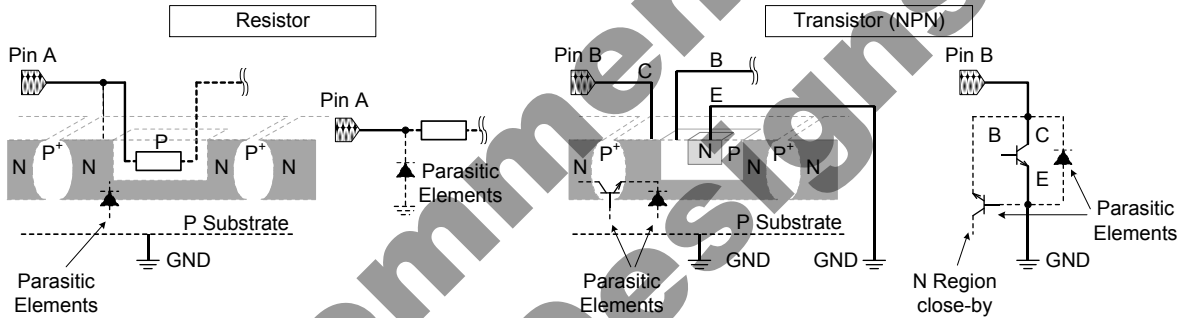 Resistor
Transistor (NPN)
Pin A
Pin B
C
B
E
Pin B
Pin A
N
P+
N
P
N
P+
N
Parasitic
Elements
N
P+
N
P
N
P+
N
B
C
E
P Substrate
GND
Parasitic
Elements
P Substrate
GND
GND
Parasitic
Elements
Parasitic
Elements
N Region
close-by
GND